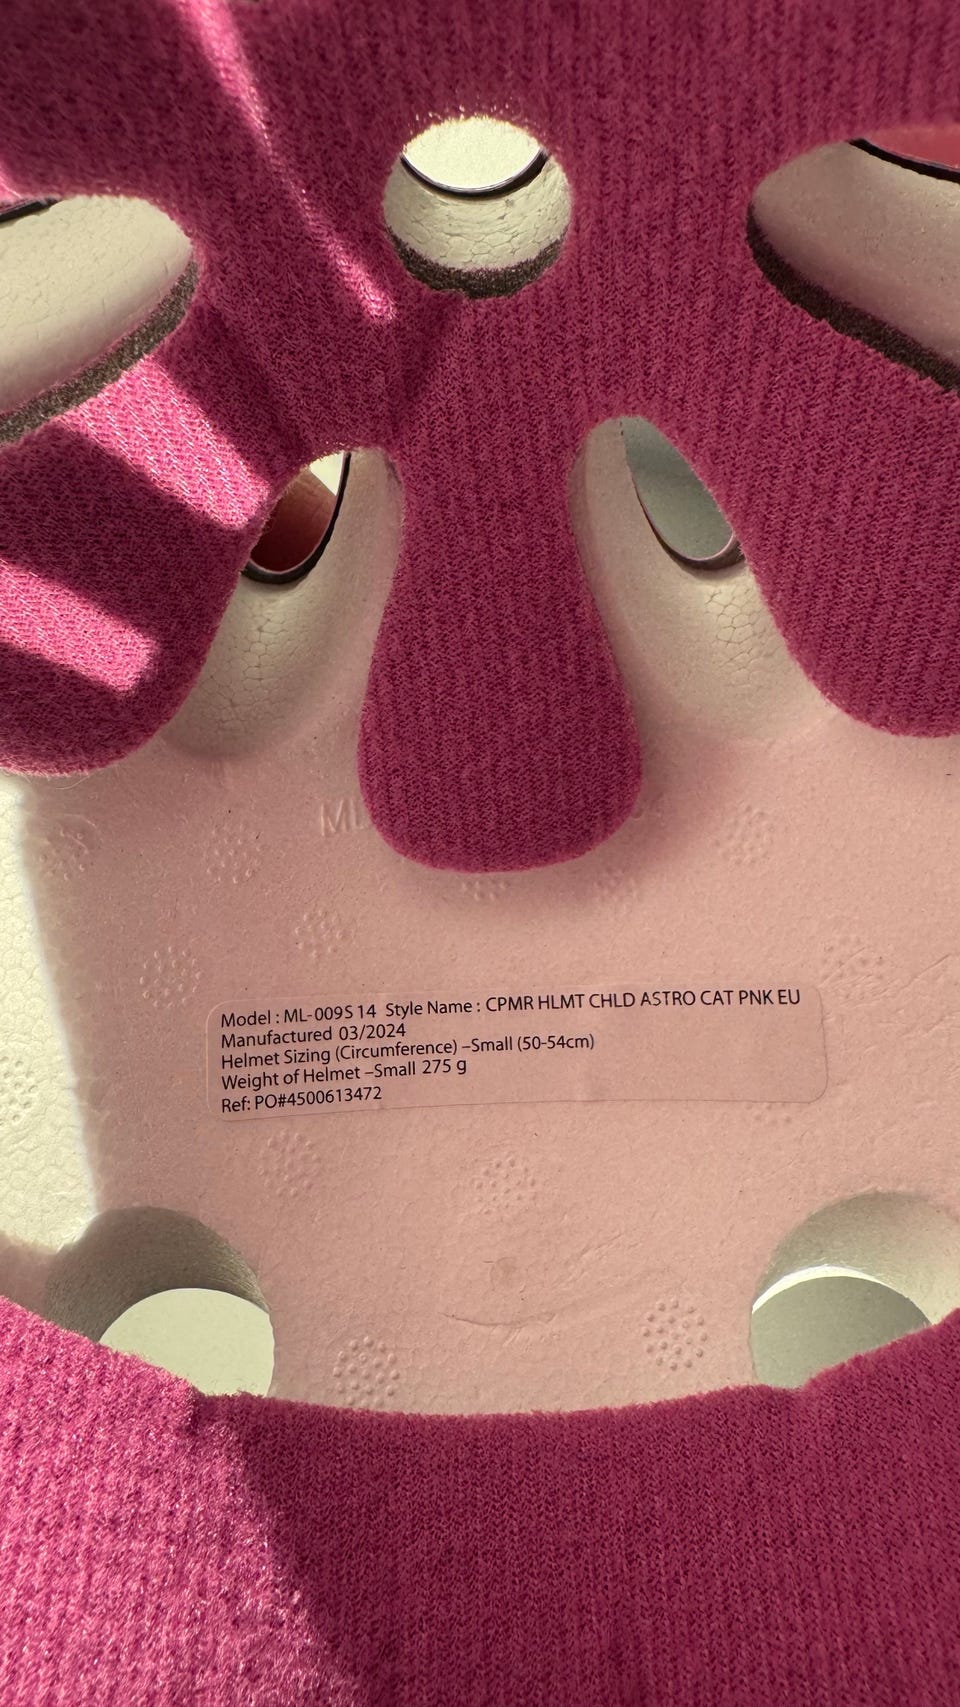 ML
Model : ML-009S 14 Style Name : CPMR HLMT CHLD ASTRO CAT PNK EU
Manufactured 03/2024
Helmet Sizing (Circumference) –Small (50-54cm)
Weight of Helmet –Small 275 g
Ref: PO#4500613472